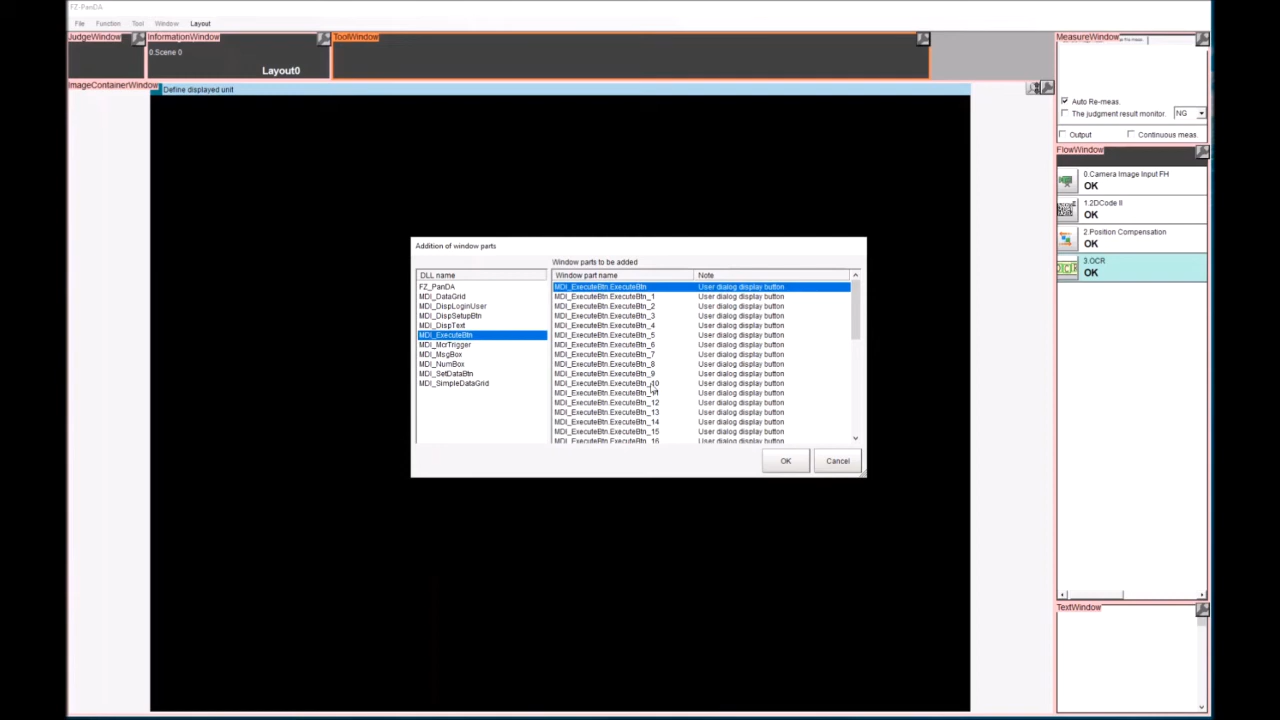 FZ-PanDA
File Function Tool Window Layout
JudgeWindow
InformationWindow
ToolWindow
MeasureWindow
0.Scene 0
Layout0
ImageContainerWindow
Define displayed unit
Auto Re-meas.
The judgment result monitor. NG
Output Continuous meas.
FlowWindow
0.Camera Image Input FH
OK
1.2DCode II
OK
2.Position Compensation
OK
3.OCR
OK
TextWindow
Addition of window parts
Window parts to be added
DLL name
FZ_PanDA
MDI_DataGrid
MDI_DispLoginUser
MDI_DispSetupBtn
MDI_DispText
MDI_ExecuteBtn
MDI_McrTrigger
MDI_MsgBox
MDI_NumBox
MDI_SetDataBtn
MDI_SimpleDataGrid
Window part name Note
MDI_ExecuteBtn.ExecuteBtn User dialog display button
MDI_ExecuteBtn.ExecuteBtn_1 User dialog display button
MDI_ExecuteBtn.ExecuteBtn_2 User dialog display button
MDI_ExecuteBtn.ExecuteBtn_3 User dialog display button
MDI_ExecuteBtn.ExecuteBtn_4 User dialog display button
MDI_ExecuteBtn.ExecuteBtn_5 User dialog display button
MDI_ExecuteBtn.ExecuteBtn_6 User dialog display button
MDI_ExecuteBtn.ExecuteBtn_7 User dialog display button
MDI_ExecuteBtn.ExecuteBtn_8 User dialog display button
MDI_ExecuteBtn.ExecuteBtn_9 User dialog display button
MDI_ExecuteBtn.ExecuteBtn_10 User dialog display button
MDI_ExecuteBtn.ExecuteBtn_11 User dialog display button
MDI_ExecuteBtn.ExecuteBtn_12 User dialog display button
MDI_ExecuteBtn.ExecuteBtn_13 User dialog display button
MDI_ExecuteBtn.ExecuteBtn_14 User dialog display button
MDI_ExecuteBtn.ExecuteBtn_15 User dialog display button
MDI_ExecuteBtn.ExecuteBtn_16 User dialog display button
OK Cancel